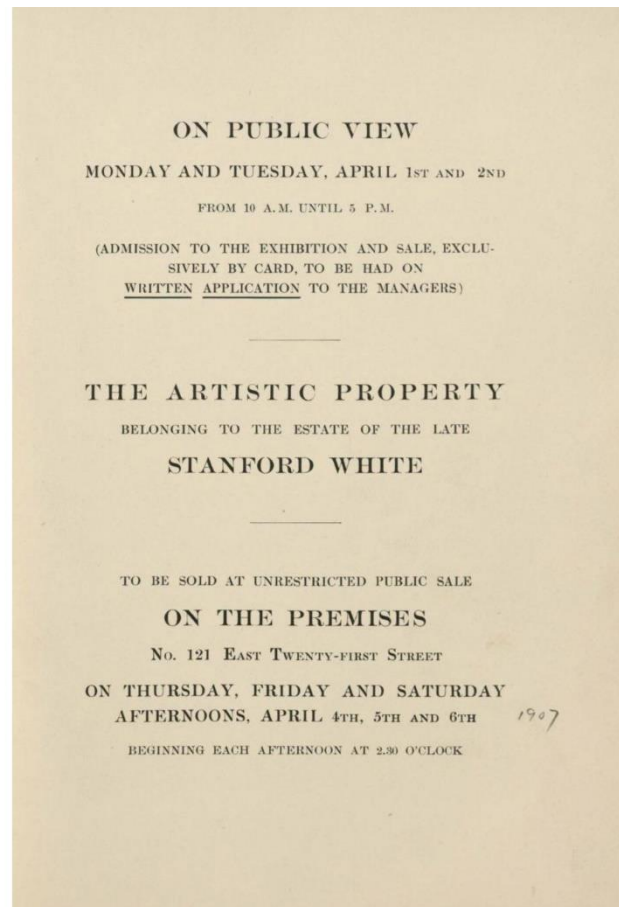 ON PUBLIC VIEW
MONDAY AND TUESDAY, APRIL 1ST AND 2ND
FROM 10 A.M. UNTIL 5 P.M.
(ADMISSION TO THE EXHIBITION AND SALE, EXCLU-
SIVELY BY CARD, TO BE HAD ON
WRITTEN APPLICATION TO THE MANAGERS)
THE ARTISTIC PROPERTY
BELONGING TO THE ESTATE OF THE LATE
STANFORD WHITE
TO BE SOLD AT UNRESTRICTED PUBLIC SALE
ON THE PREMISES
No. 121 EAST TWENTY-FIRST STREET
ON THURSDAY, FRIDAY AND SATURDAY
AFTERNOONS, APRIL 4TH, 5TH AND 6TH 1907
BEGINNING EACH AFTERNOON AT 2.30 O'CLOCK